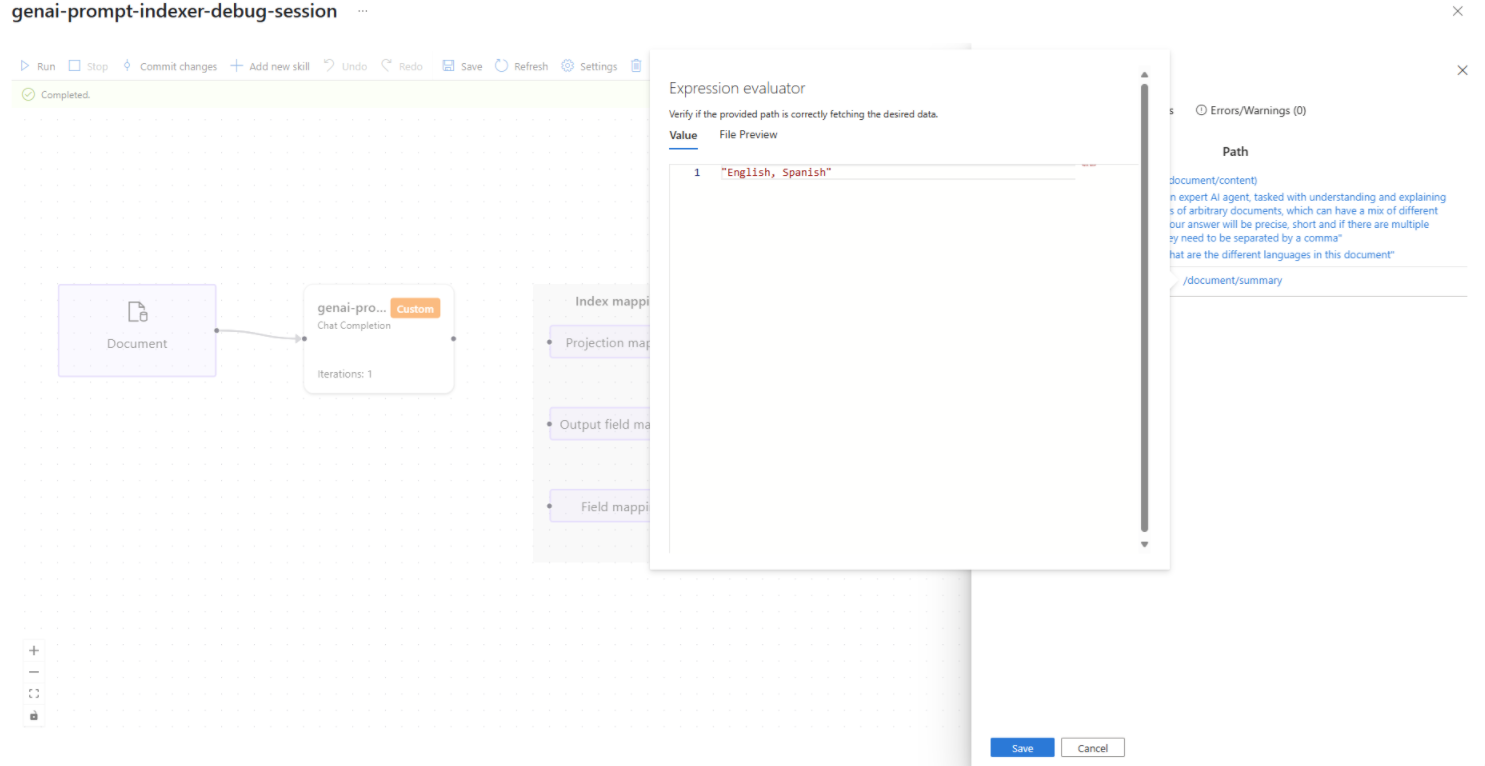 genai-prompt-indexer-debug-session ...
Run Stop Commit changes Add new skill Undo Redo Save Refresh Settings
Completed.
Document
genai-pro... Custom
Chat Completion
Iterations: 1
Index mappi
Projection map
Output field ma
Field mappi
Expression evaluator
Verify if the provided path is correctly fetching the desired data.
Value File Preview
1 "English, Spanish"
s Errors/Warnings (0)
Path
document/content)
n expert AI agent, tasked with understanding and explaining
s of arbitrary documents, which can have a mix of different
our answer will be precise, short and if there are multiple
ey need to be separated by a comma"
hat are the different languages in this document"
/document/summary
Save Cancel